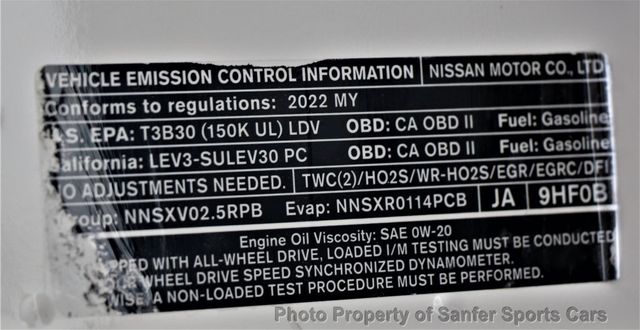 VEHICLE EMISSION CONTROL INFORMATION NISSAN MOTOR CO., LTD
Conforms to regulations: 2022 MY
.S. EPA: T3B30 (150K UL) LDV OBD: CA OBD II Fuel: Gasoline
alifornia: LEV3-SULEV30 PC OBD: CA OBD II Fuel: Gasoline
O ADJUSTMENTS NEEDED. TWC(2)/HO2S/WR-HO2S/EGR/EGRC/DFI
roup: NNSXV02.5RPB Evap: NNSXR0114PCB JA 9HF0B
Engine Oil Viscosity: SAE 0W-20
PPED WITH ALL-WHEEL DRIVE, LOADED I/M TESTING MUST BE CONDUCTED
WHEEL DRIVE SPEED SYNCHRONIZED DYNAMOMETER.
WISE, A NON-LOADED TEST PROCEDURE MUST BE PERFORMED.
Photo Property of Sanfer Sports Cars